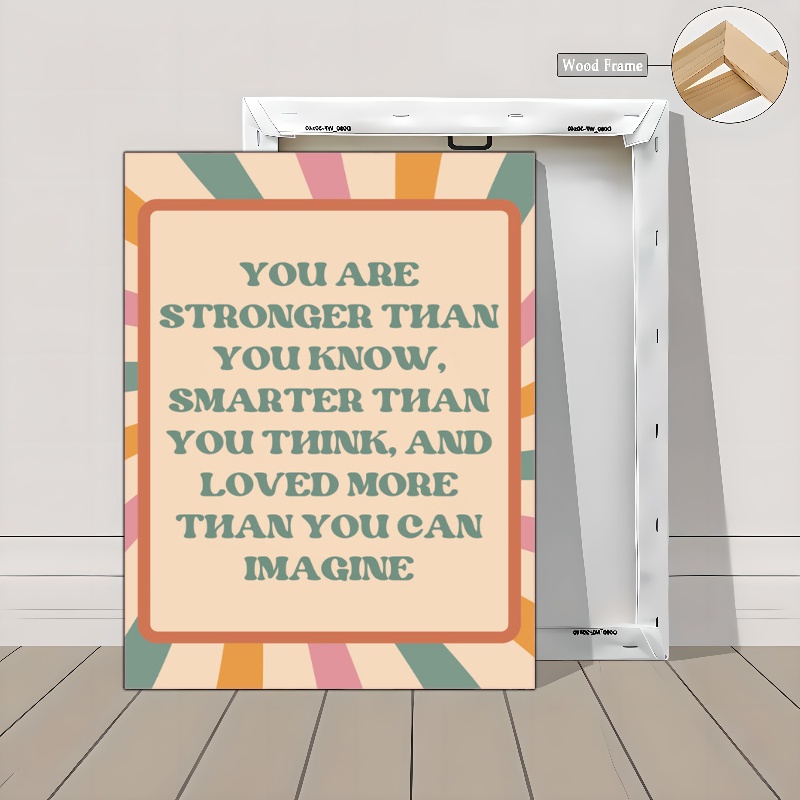 Wood Frame
YOU ARE
STRONGER THAN
YOU KNOW,
SMARTER THAN
YOU THINK, AND
LOVED MORE
THAN YOU CAN
IMAGINE